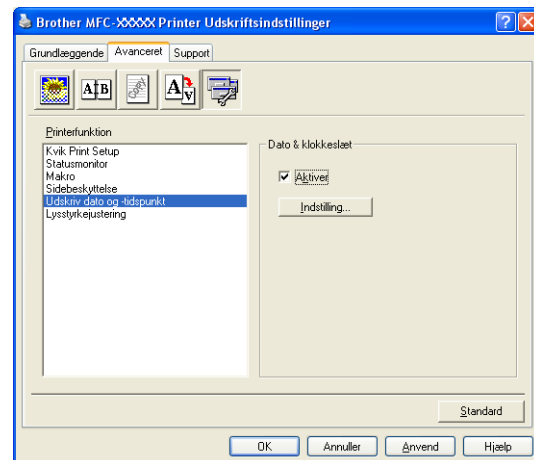 Brother MFC-XXXXX Printer Udskriftsindstillinger
Grundlæggende Avanceret Support
A B Copy A A
Printerfunktion
Kvik Print Setup
Statusmonitor
Makro
Sidebeskyttelse
Udskriv dato og -tidspunkt
Lysstyrkejustering
Dato & klokkeslæt
Aktiver
Indstilling...
Standard
OK Annuller Anvend Hjælp